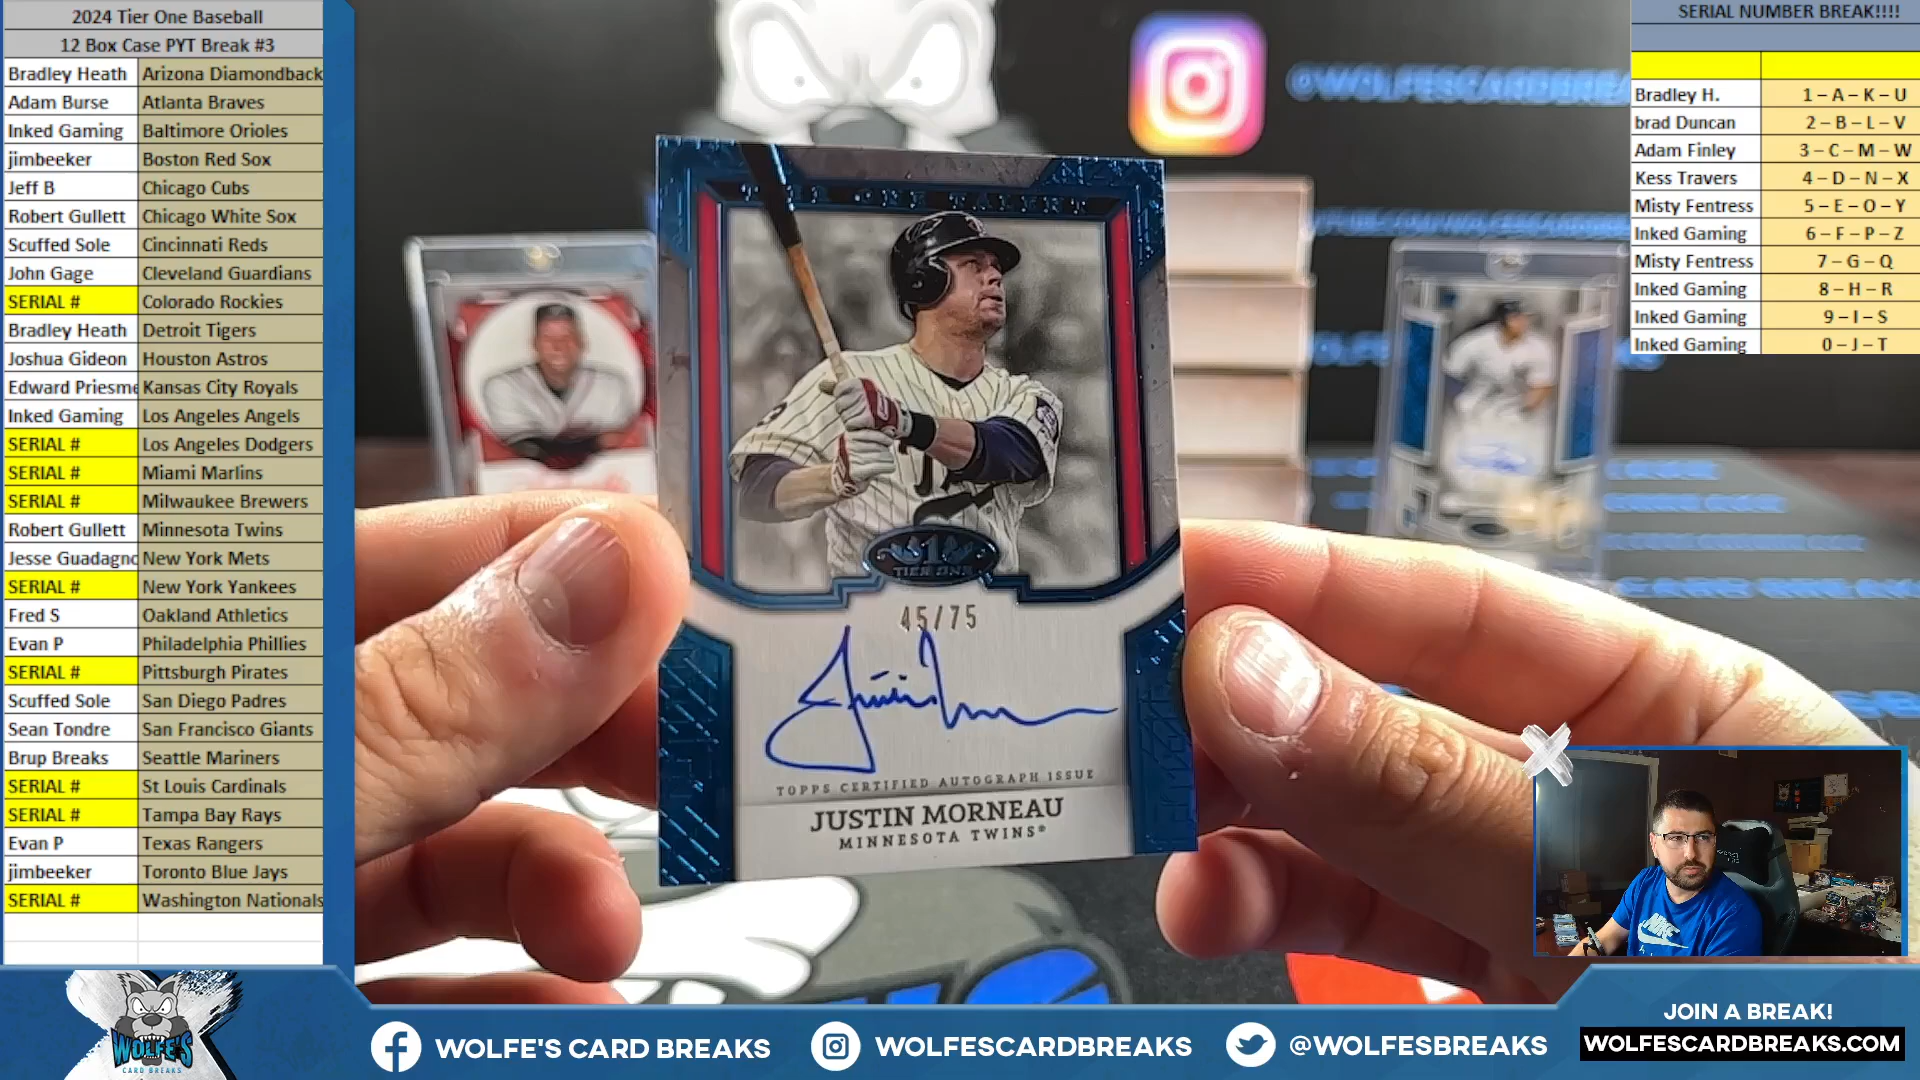 2024 Tier One Baseball
12 Box Case PYT Break #3
Bradley Heath Arizona Diamondback
Adam Burse Atlanta Braves
Inked Gaming Baltimore Orioles
jimbeeker Boston Red Sox
Jeff B Chicago Cubs
Robert Gullett Chicago White Sox
Scuffed Sole Cincinnati Reds
John Gage Cleveland Guardians
SERIAL # Colorado Rockies
Bradley Heath Detroit Tigers
Joshua Gideon Houston Astros
Edward Priesme Kansas City Royals
Inked Gaming Los Angeles Angels
SERIAL # Los Angeles Dodgers
SERIAL # Miami Marlins
SERIAL # Milwaukee Brewers
Robert Gullett Minnesota Twins
Jesse Guadagno New York Mets
SERIAL # New York Yankees
Fred S Oakland Athletics
Evan P Philadelphia Phillies
SERIAL # Pittsburgh Pirates
Scuffed Sole San Diego Padres
Sean Tondre San Francisco Giants
Brup Breaks Seattle Mariners
SERIAL # St Louis Cardinals
SERIAL # Tampa Bay Rays
Evan P Texas Rangers
jimbeeker Toronto Blue Jays
SERIAL # Washington Nationals
@WOLFESCARDBREA
TIER ONE TALENT
TIER ONE
45/75
TOPPS CERTIFIED AUTOGRAPH ISSUE
JUSTIN MORNEAU
MINNESOTA TWINS®
SERIAL NUMBER BREAK!!!!
Bradley H. 1 – A – K – U
brad Duncan 2 – B – L – V
Adam Finley 3 – C – M – W
Kess Travers 4 – D – N – X
Misty Fentress 5 – E – O – Y
Inked Gaming 6 – F – P – Z
Misty Fentress 7 – G – Q
Inked Gaming 8 – H – R
Inked Gaming 9 – I – S
Inked Gaming 0 – J – T
WOLFE'S
CARD BREAKS
WOLFE'S CARD BREAKS
WOLFESCARDBREAKS
@WOLFESBREAKS
JOIN A BREAK!
WOLFESCARDBREAKS.COM